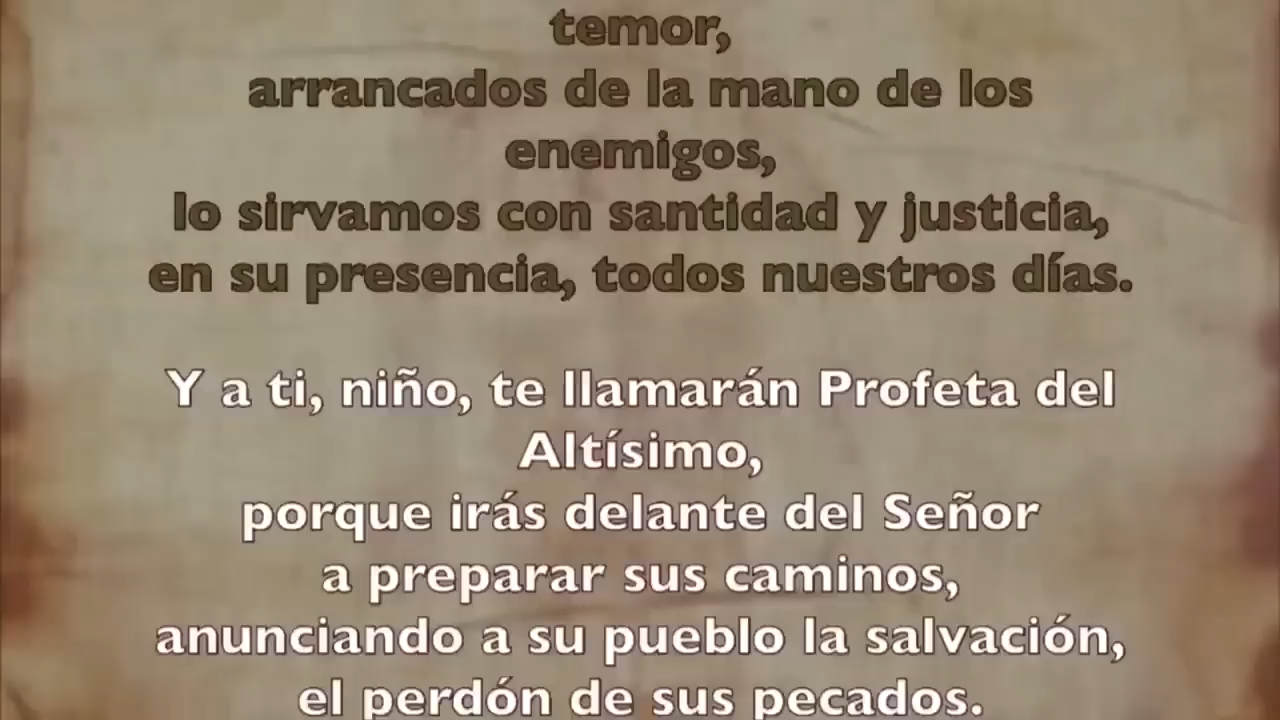 temor,
arrancados de la mano de los
enemigos,
lo sirvamos con santidad y justicia,
en su presencia, todos nuestros días.
Y a ti, niño, te llamarán Profeta del
Altísimo,
porque irás delante del Señor
a preparar sus caminos,
anunciando a su pueblo la salvación,
el perdón de sus pecados.